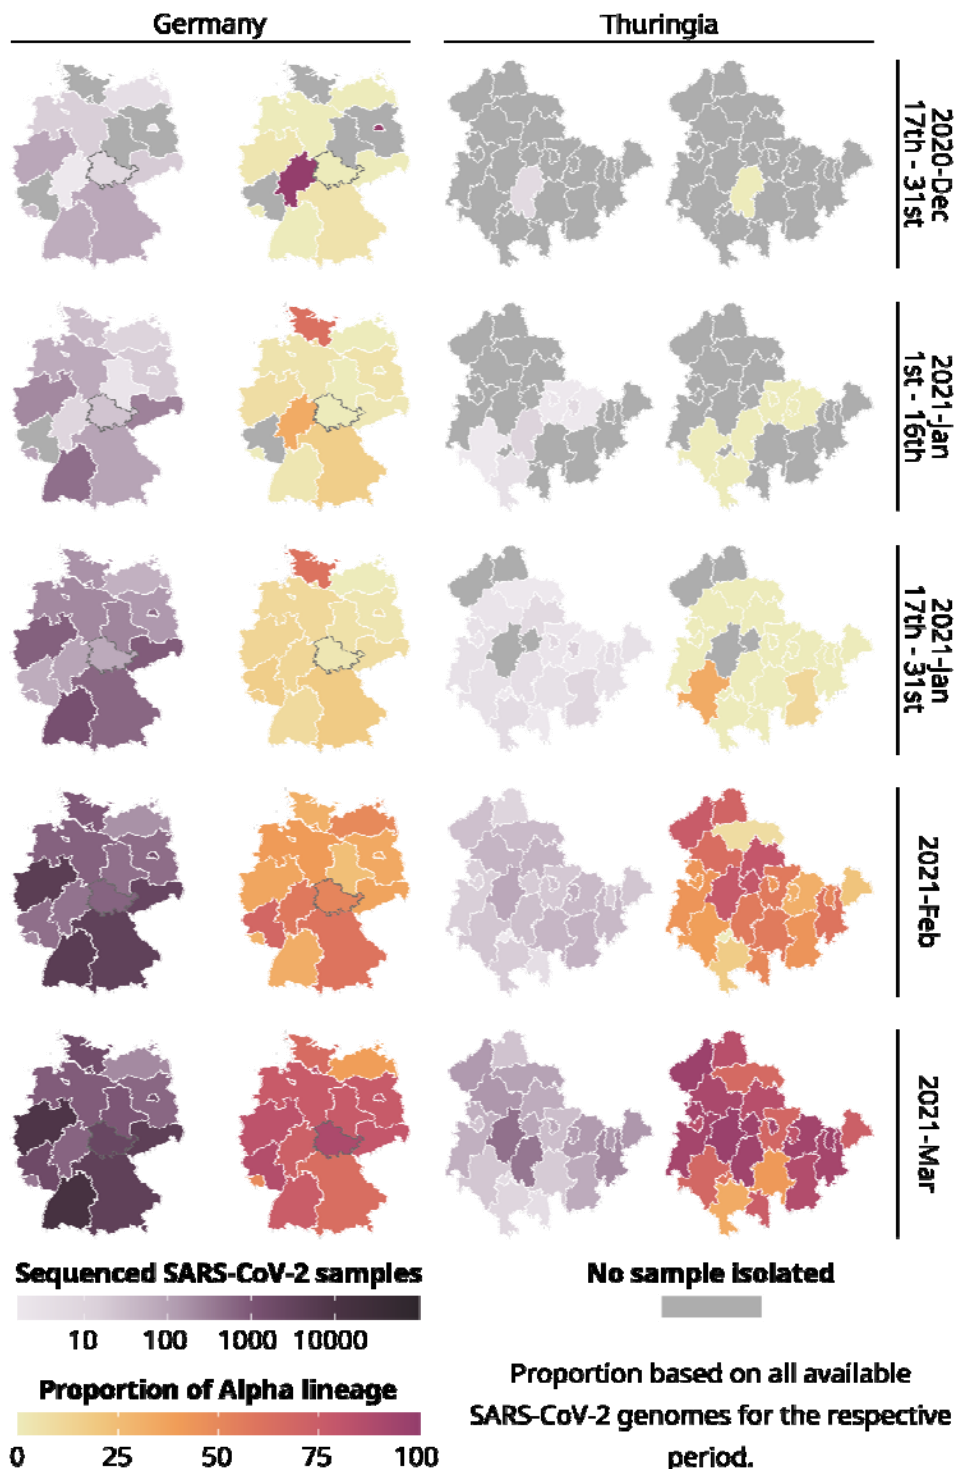 Germany
Thuringia
2020-Dec
17th - 31st
2021-Jan
1st - 16th
2021-Jan
17th - 31st
2021-Feb
2021-Mar
Sequenced SARS-CoV-2 samples
10 100 1000 10000
No sample isolated
Proportion of Alpha lineage
0 25 50 75 100
Proportion based on all available
SARS-CoV-2 genomes for the respective
period.